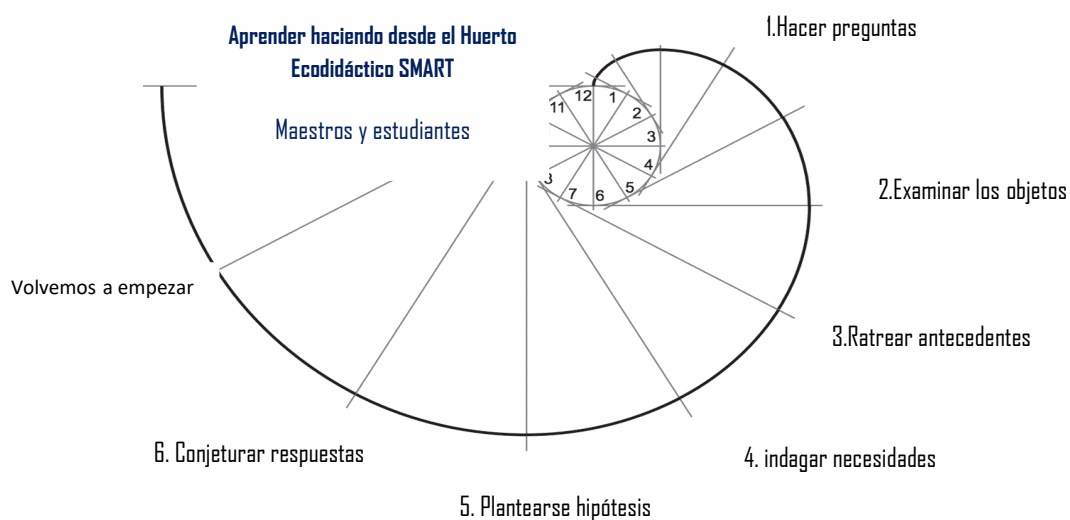 Aprender haciendo desde el Huerto
Ecodidáctico SMART
Maestros y estudiantes
1.Hacer preguntas
12
1
11
2
3
4
5
6
7
2.Examinar los objetos
Volvemos a empezar
3.Ratrear antecedentes
6. Conjeturar respuestas
4. indagar necesidades
5. Plantearse hipótesis